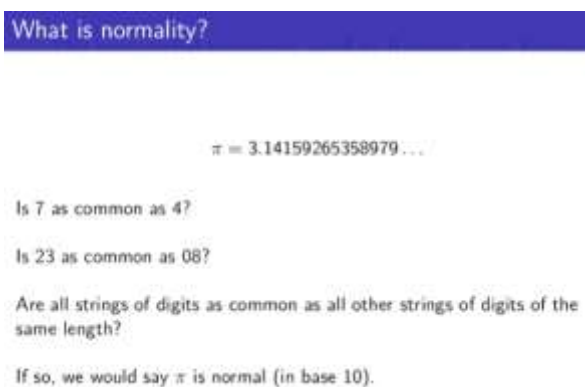 What is normality?
π = 3.14159265358979...
Is 7 as common as 4?
Is 23 as common as 08?
Are all strings of digits as common as all other strings of digits of the
same length?
If so, we would say π is normal (in base 10).